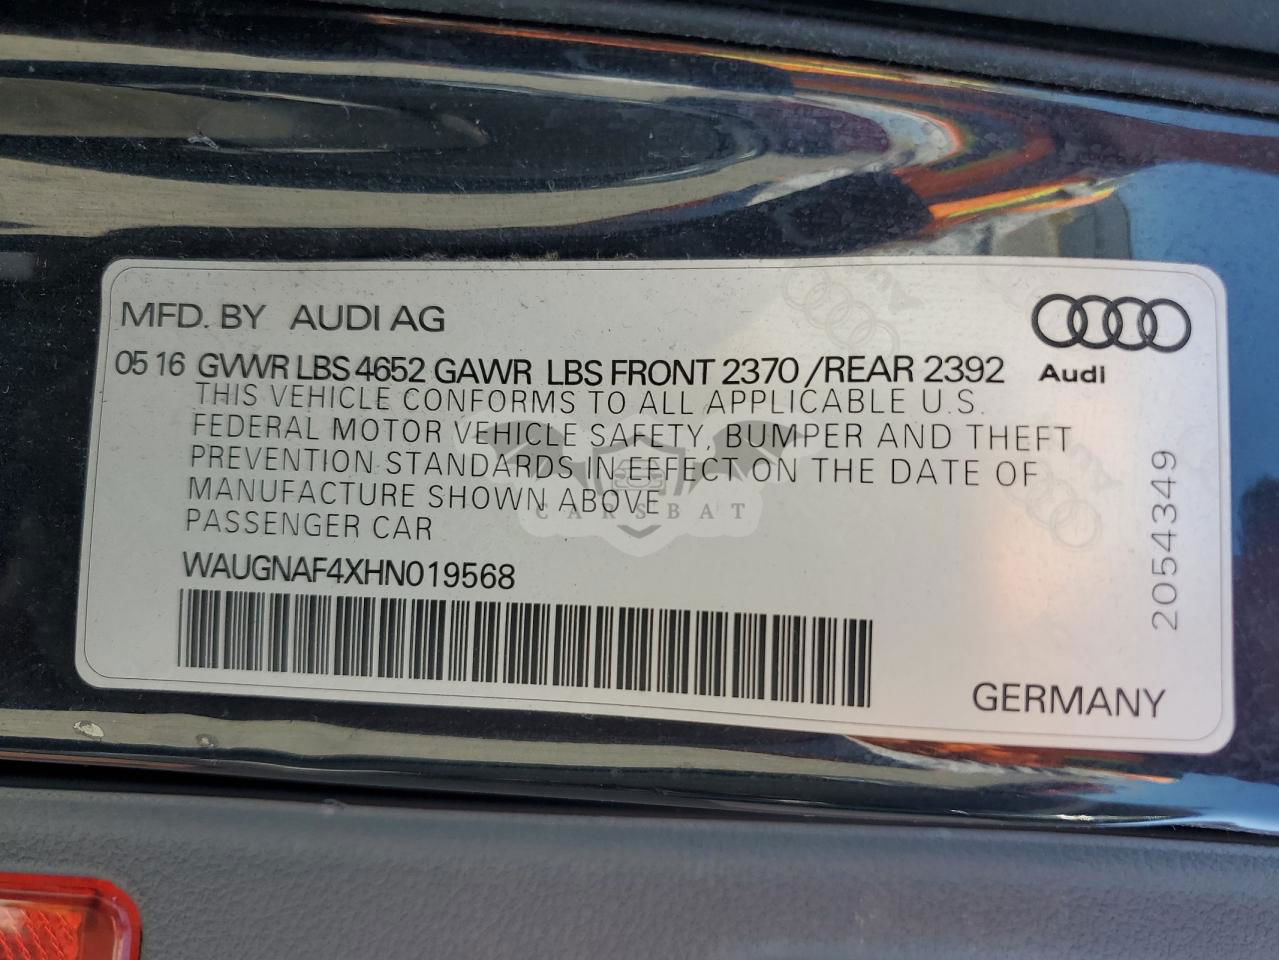 MFD. BY AUDI AG
05 16 GVWR LBS 4652 GAWR LBS FRONT 2370 /REAR 2392
Audi
THIS VEHICLE CONFORMS TO ALL APPLICABLE U.S.
FEDERAL MOTOR VEHICLE SAFETY, BUMPER AND THEFT
PREVENTION STANDARDS IN EFFECT ON THE DATE OF
MANUFACTURE SHOWN ABOVE
PASSENGER CAR
CARSBAT
WAUGNAF4XHN019568
2054349
GERMANY